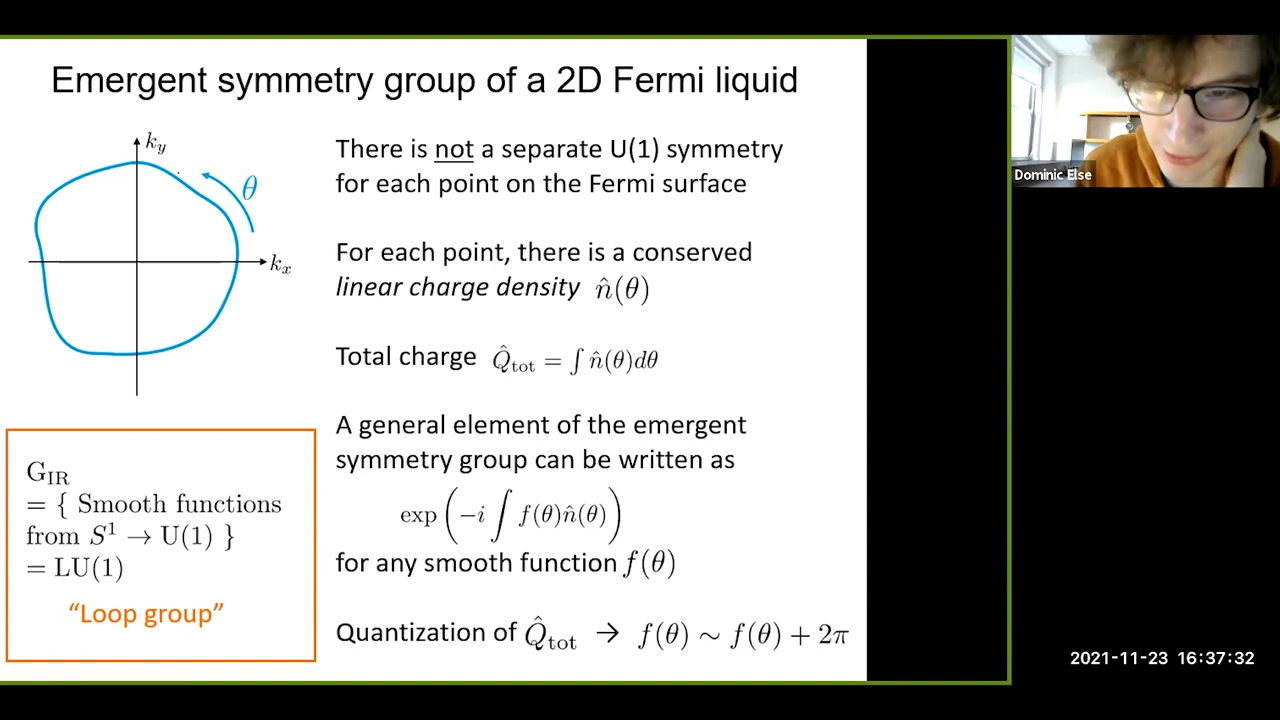 Emergent symmetry group of a 2D Fermi liquid
k_y
θ
k_x
There is not a separate U(1) symmetry
for each point on the Fermi surface
For each point, there is a conserved
linear charge density n̂(θ)
Total charge Q̂_tot = ∫ n̂(θ)dθ
A general element of the emergent
symmetry group can be written as
exp(−i ∫ f(θ)n̂(θ))
for any smooth function f(θ)
Quantization of Q̂_tot → f(θ) ∼ f(θ) + 2π
G_IR
= { Smooth functions
from S¹ → U(1) }
= LU(1)
“Loop group”
Dominic Else
2021-11-23 16:37:32